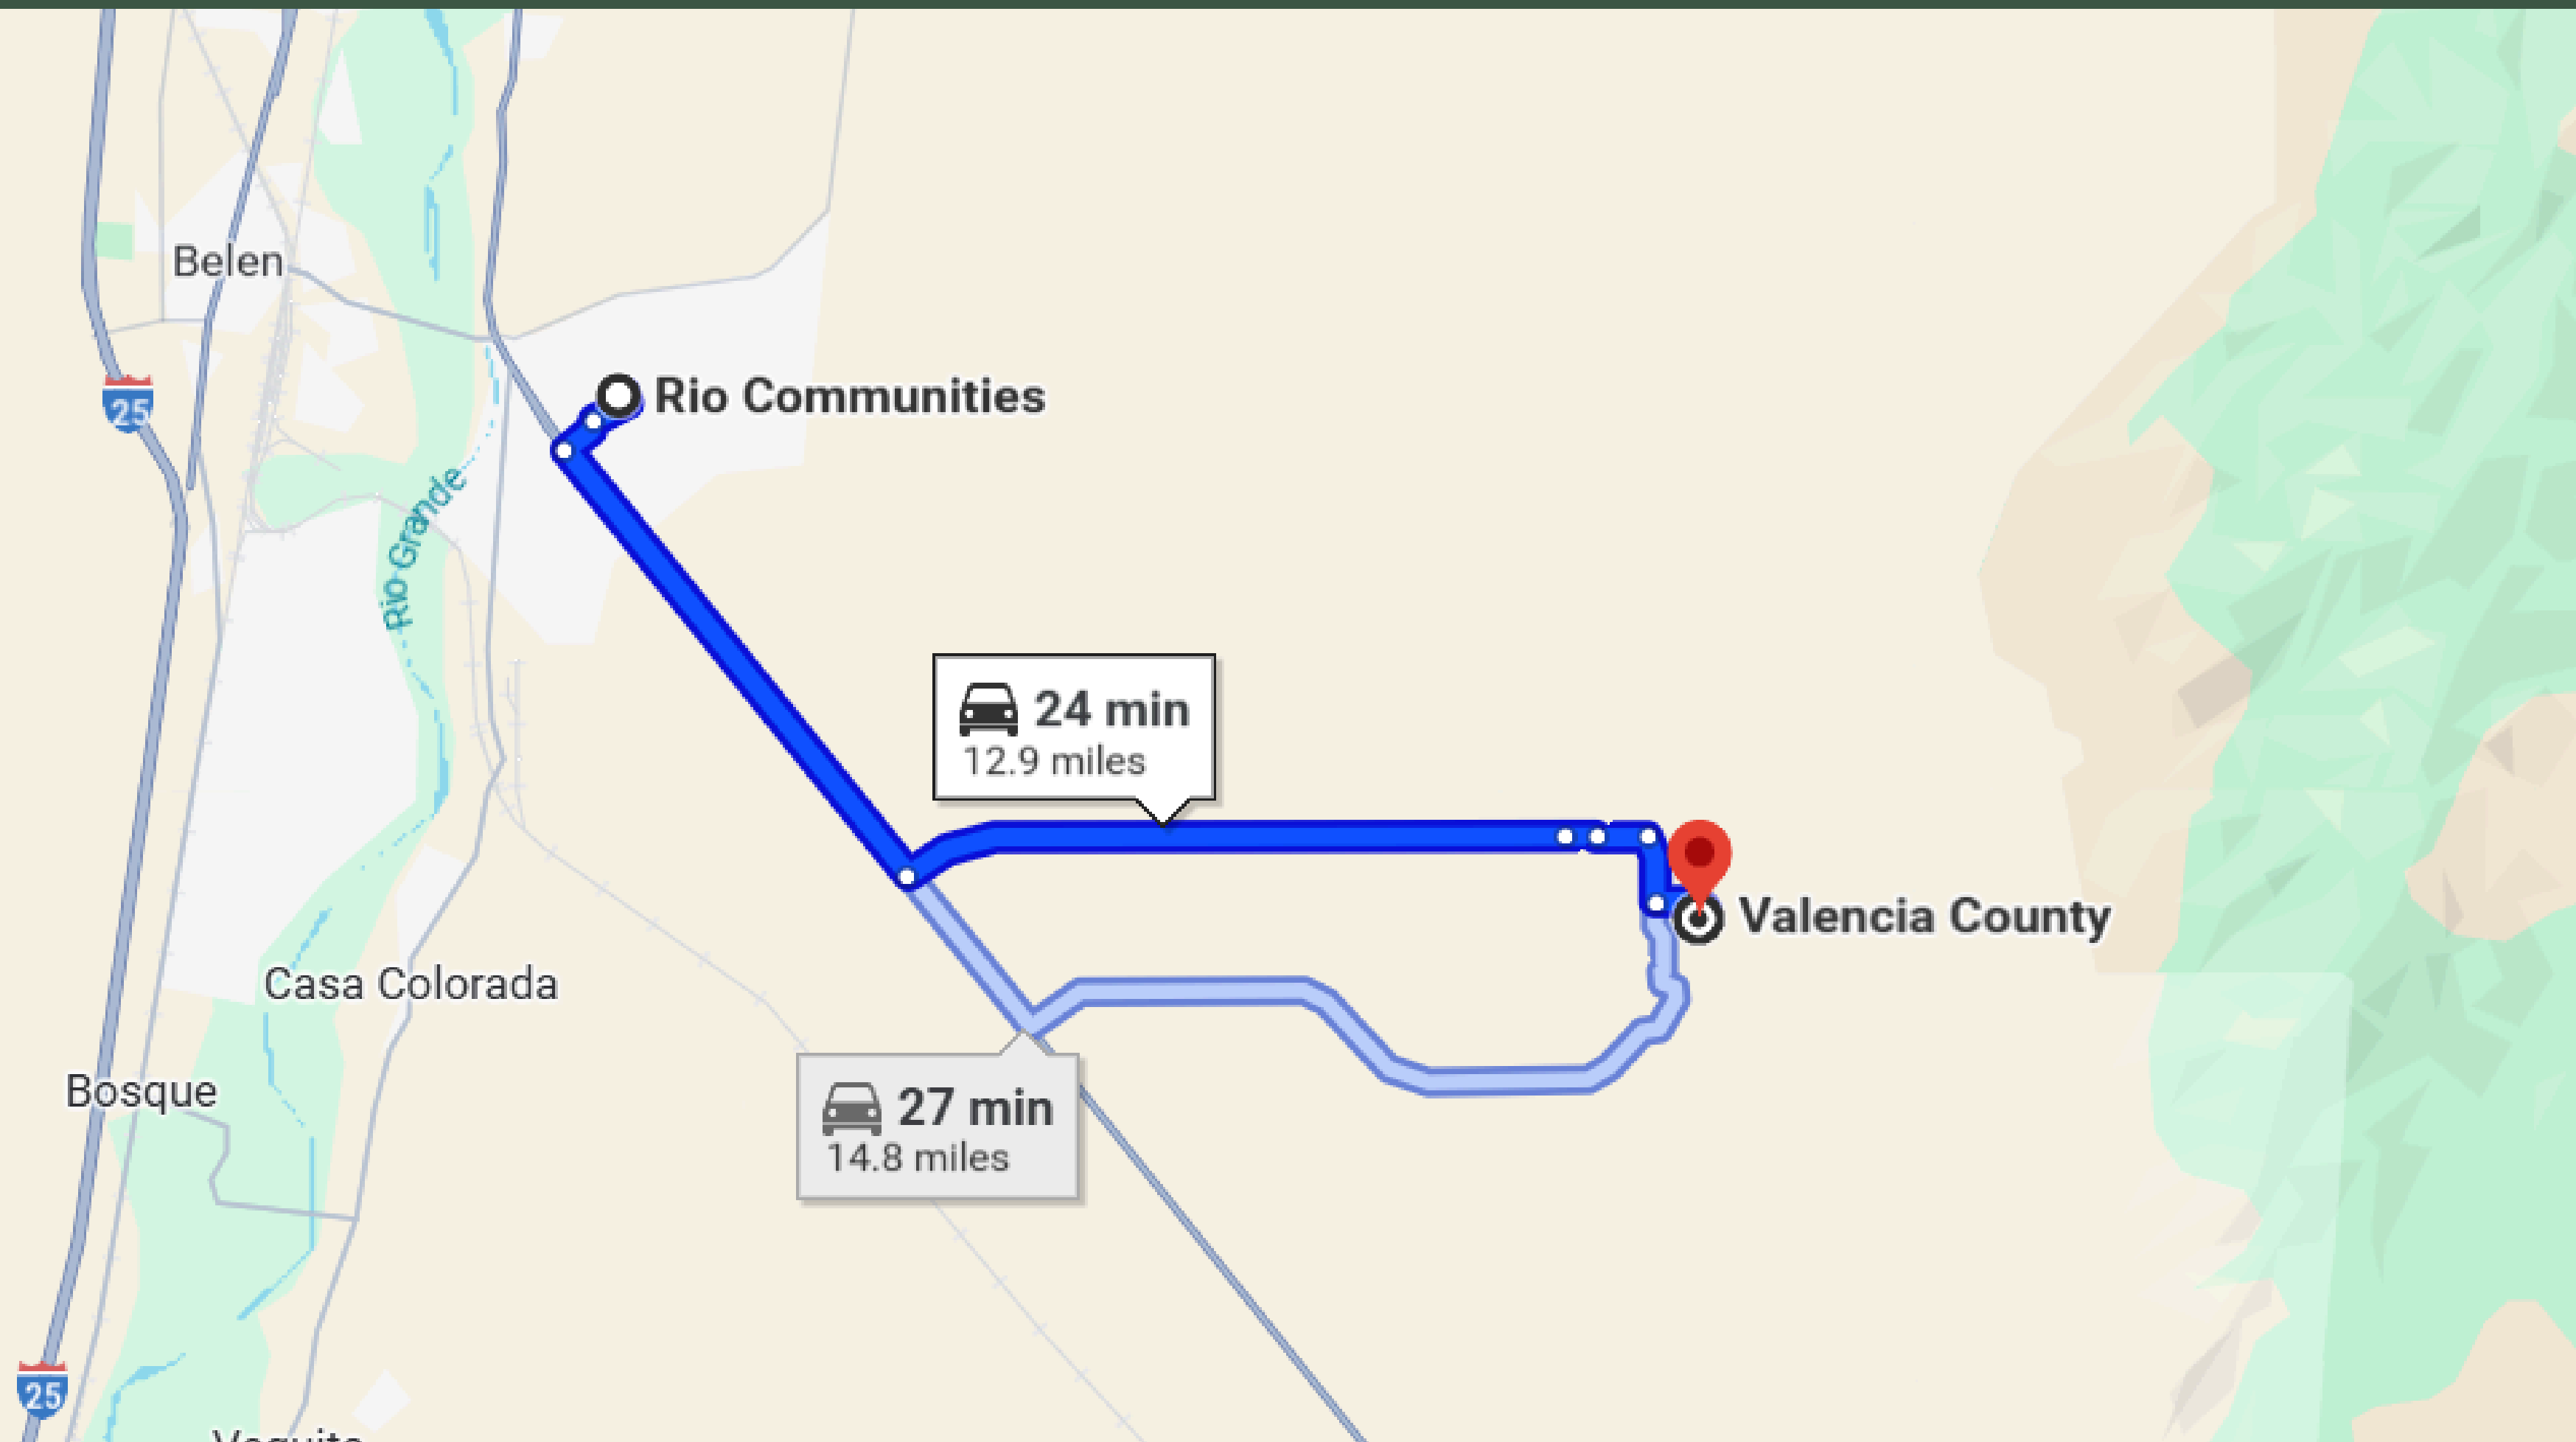 Belen
25
Rio Communities
Rio Grande
24 min
12.9 miles
Valencia County
Casa Colorada
Bosque
27 min
14.8 miles
25